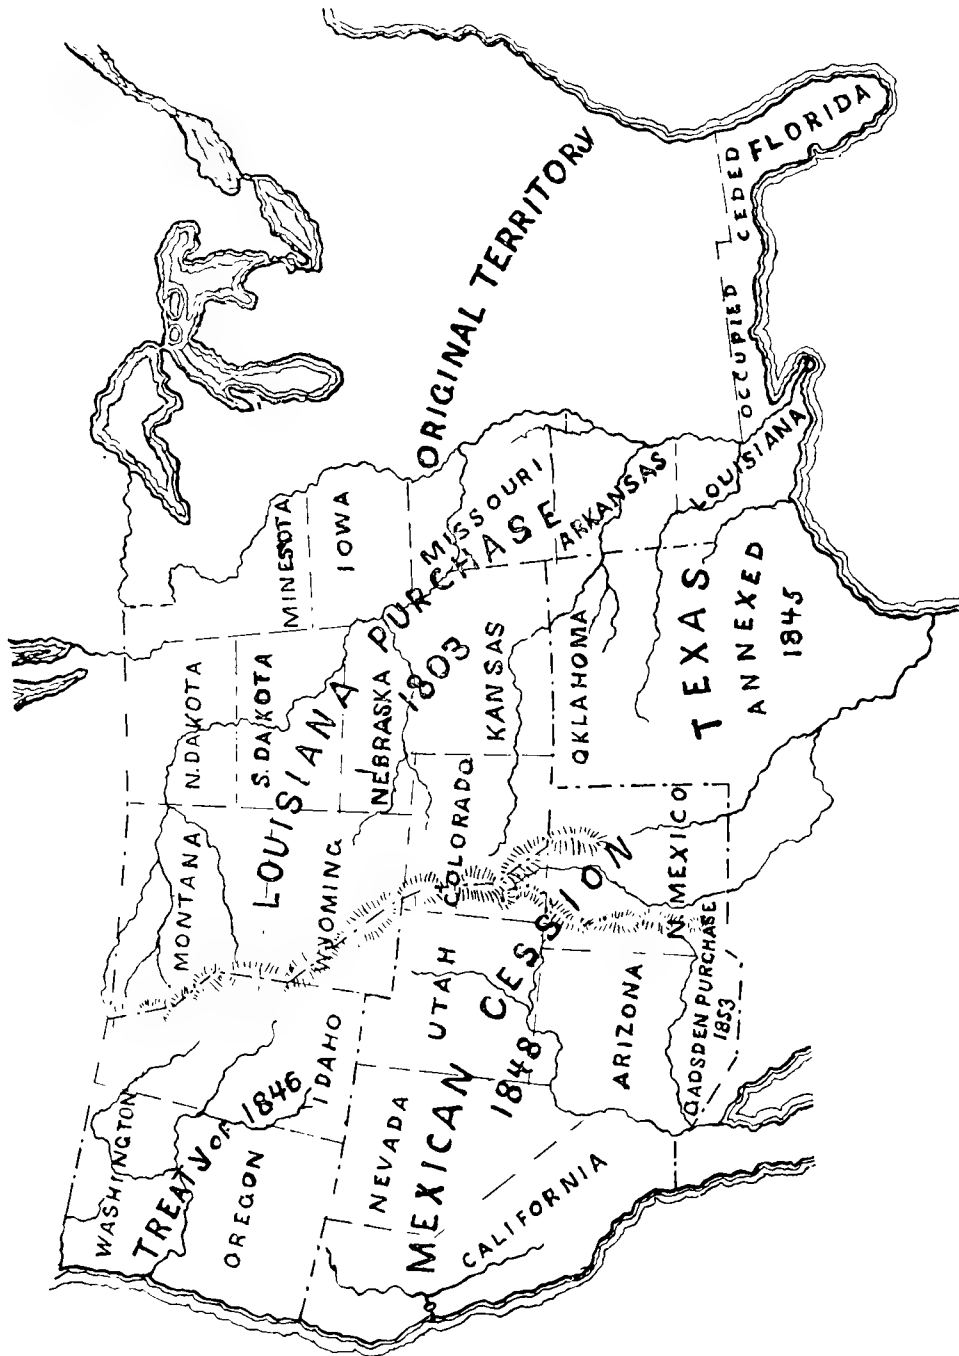 WASHINGTON
TREATY OF 1846
OREGON
IDAHO
MONTANA
WYOMING
N. DAKOTA
S. DAKOTA
MINESOTA
IOWA
NEBRASKA
LOUISIANA PURCHASE
1803
NEVADA
UTAH
COLORADO
KANSAS
MISSOURI
MEXICAN CESSION
1848
CALIFORNIA
ARIZONA
N. MEXICO
OKLAHOMA
ARKANSAS
GADSDEN PURCHASE
1853
TEXAS
ANNEXED
1845
LOUISIANA
ORIGINAL TERRITORY
OCCUPIED
CEDED
FLORIDA